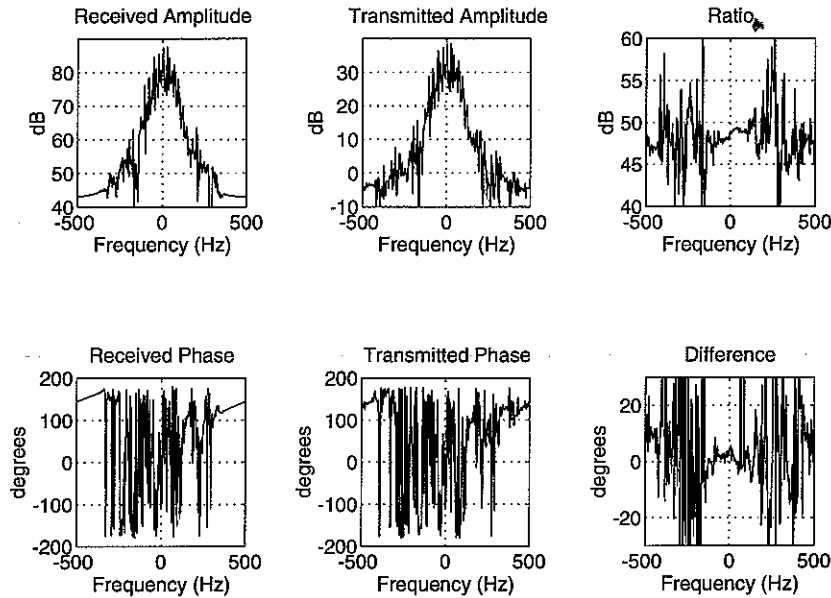 Received Amplitude
Transmitted Amplitude
Ratio
dB
80
70
60
50
40
-500
0
500
Frequency (Hz)
dB
30
20
10
0
-10
-500
0
500
Frequency (Hz)
dB
60
55
50
45
40
-500
0
500
Frequency (Hz)
Received Phase
Transmitted Phase
Difference
degrees
200
100
0
-100
-200
-500
0
500
Frequency (Hz)
degrees
200
100
0
-100
-200
-500
0
500
Frequency (Hz)
degrees
20
0
-20
-500
0
500
Frequency (Hz)